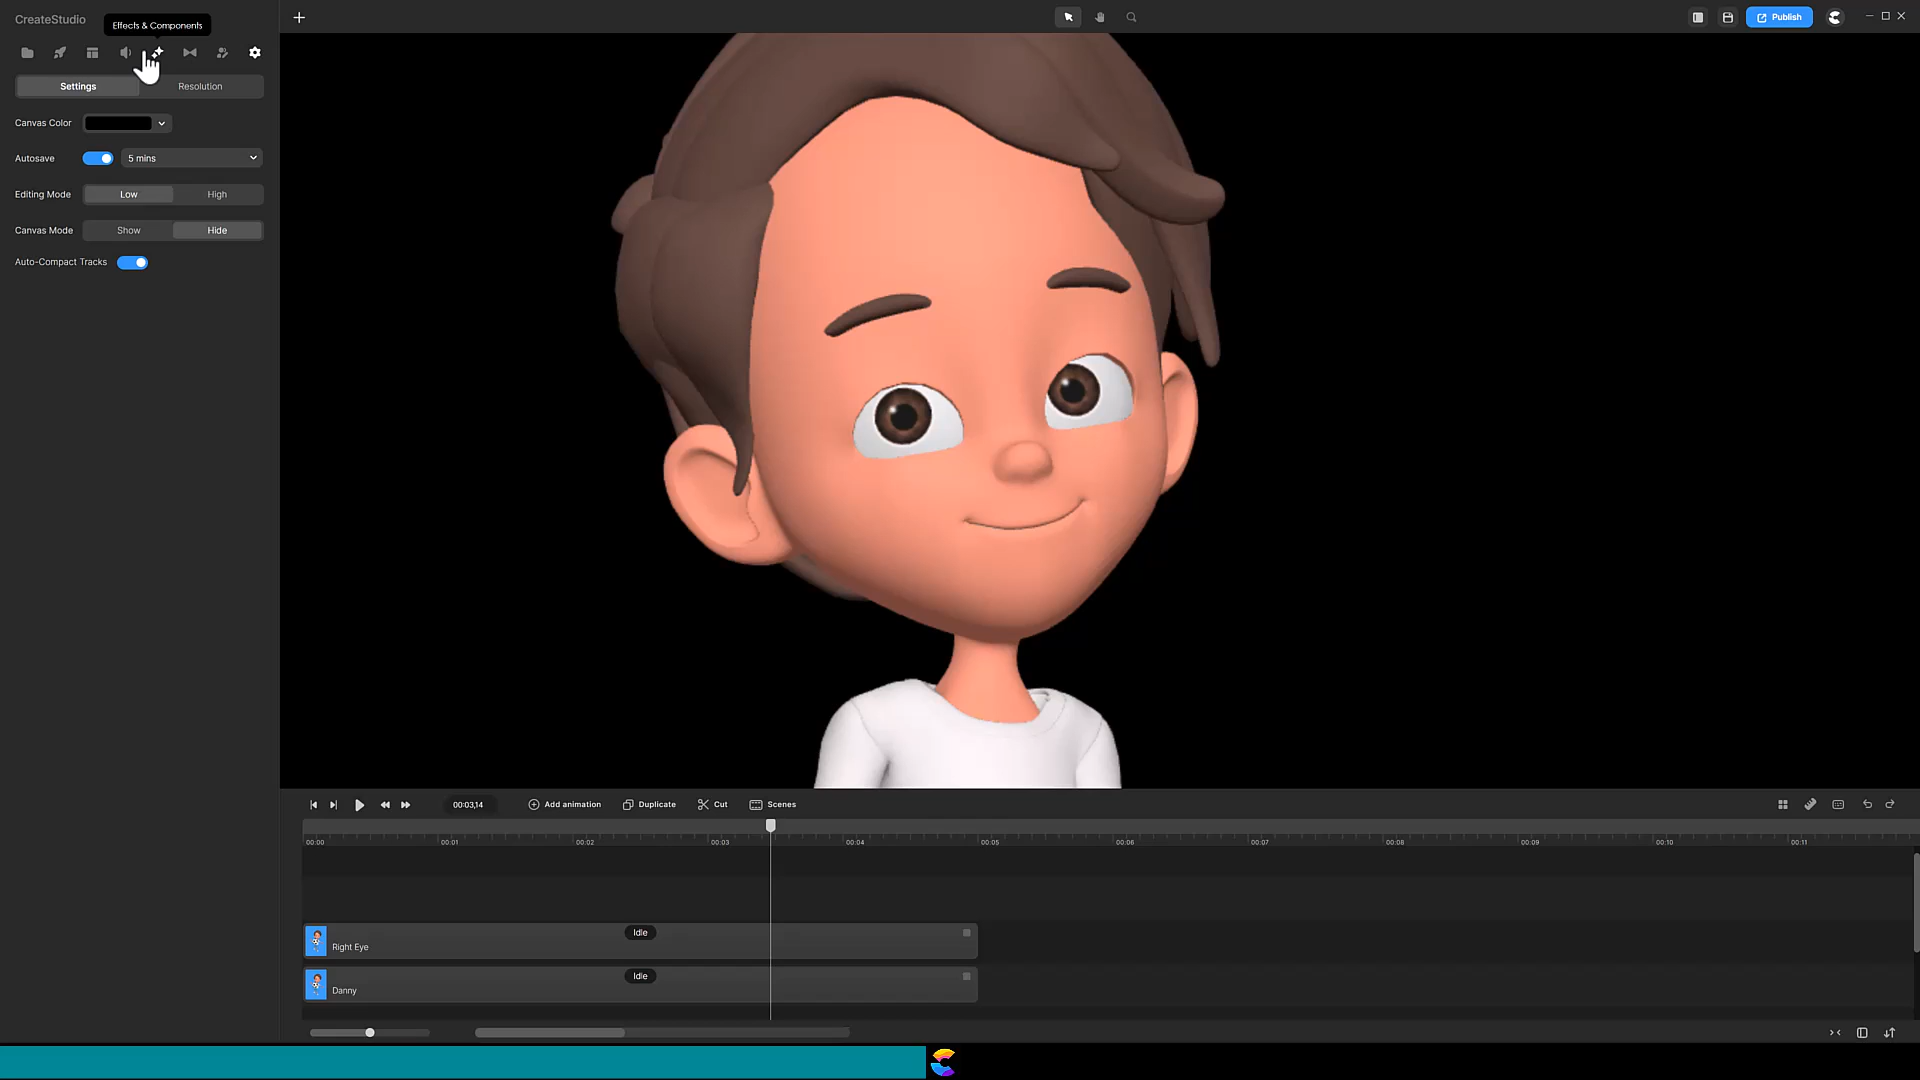 CreateStudio
Effects & Components
Publish
Settings
Resolution
Canvas Color
Autosave
5 mins
Editing Mode
Low
High
Canvas Mode
Show
Hide
Auto-Compact Tracks
00:03,14
Add animation
Duplicate
Cut
Scenes
00:00
00:01
00:02
00:03
00:04
00:05
00:06
00:07
00:08
00:09
00:10
00:11
Idle
Right Eye
Idle
Danny